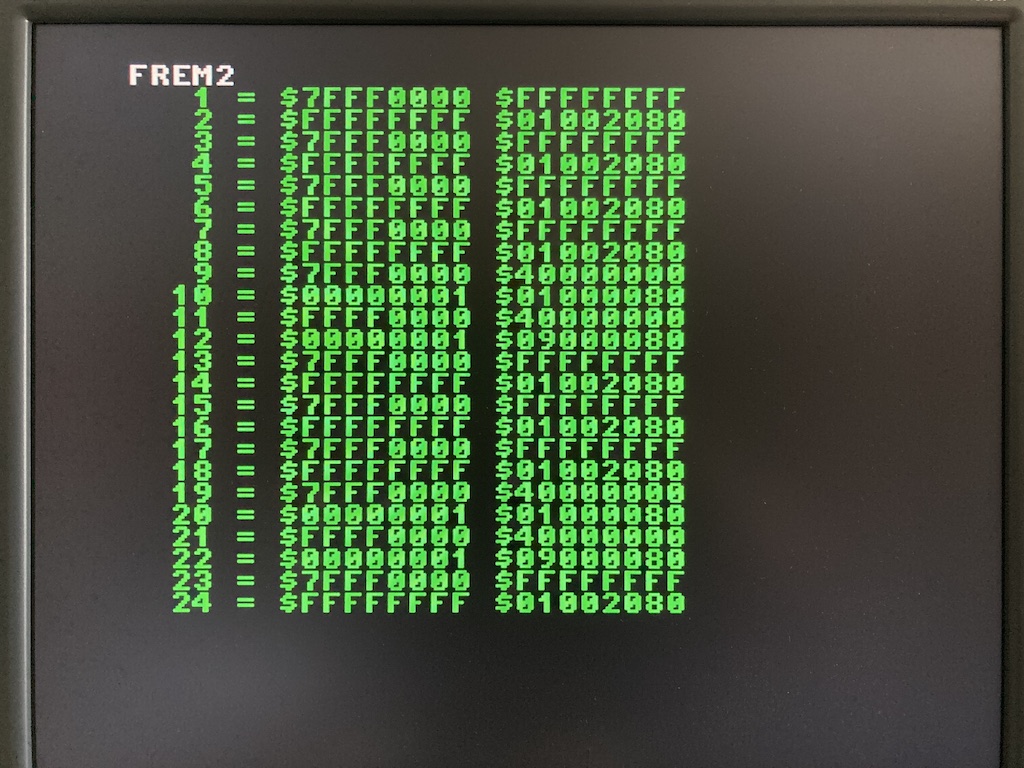 FREM2
1 = $7FFF0000 $FFFFFFFF
2 = $FFFFFFFF $01002080
3 = $7FFF0000 $FFFFFFFF
4 = $FFFFFFFF $01002080
5 = $7FFF0000 $FFFFFFFF
6 = $FFFFFFFF $01002080
7 = $7FFF0000 $FFFFFFFF
8 = $FFFFFFFF $01002080
9 = $7FFF0000 $40000000
10 = $00000001 $01000080
11 = $FFFF0000 $40000000
12 = $00000001 $09000080
13 = $7FFF0000 $FFFFFFFF
14 = $FFFFFFFF $01002080
15 = $7FFF0000 $FFFFFFFF
16 = $FFFFFFFF $01002080
17 = $7FFF0000 $FFFFFFFF
18 = $FFFFFFFF $01002080
19 = $7FFF0000 $40000000
20 = $00000001 $01000080
21 = $FFFF0000 $40000000
22 = $00000001 $09000080
23 = $7FFF0000 $FFFFFFFF
24 = $FFFFFFFF $01002080